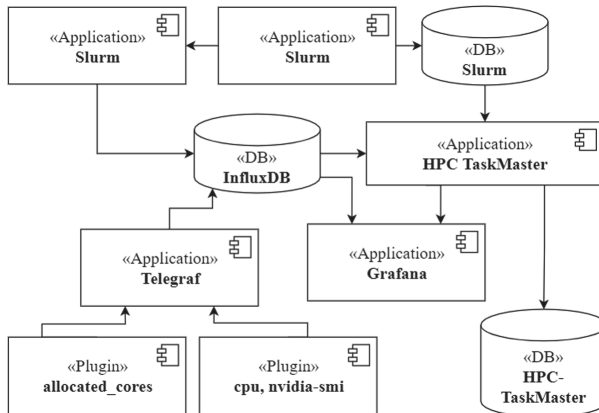 «Application»
Slurm
«Application»
Slurm
«DB»
Slurm
«DB»
InfluxDB
«Application»
HPC TaskMaster
«Application»
Telegraf
«Application»
Grafana
«Plugin»
allocated_cores
«Plugin»
cpu, nvidia-smi
«DB»
HPC-
TaskMaster